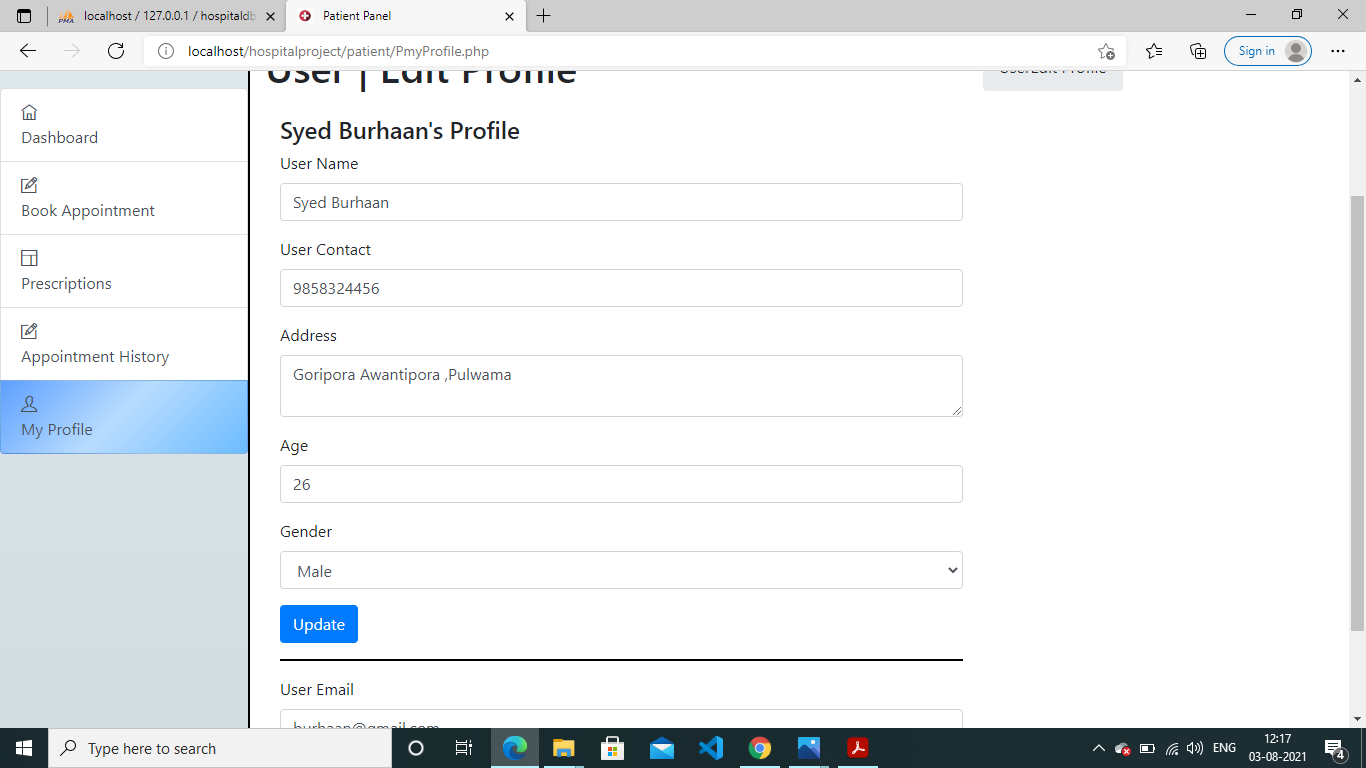 PMA localhost / 127.0.0.1 / hospitaldb
Patient Panel
localhost/hospitalproject/patient/PmyProfile.php
Sign in
User | Edit Profile
UserEdit Profile
Dashboard
Book Appointment
Prescriptions
Appointment History
My Profile
Syed Burhaan's Profile
User Name
Syed Burhaan
User Contact
9858324456
Address
Goripora Awantipora ,Pulwama
Age
26
Gender
Male
Update
User Email
burhaan@gmail.com
Type here to search
ENG
12:17
03-08-2021
4